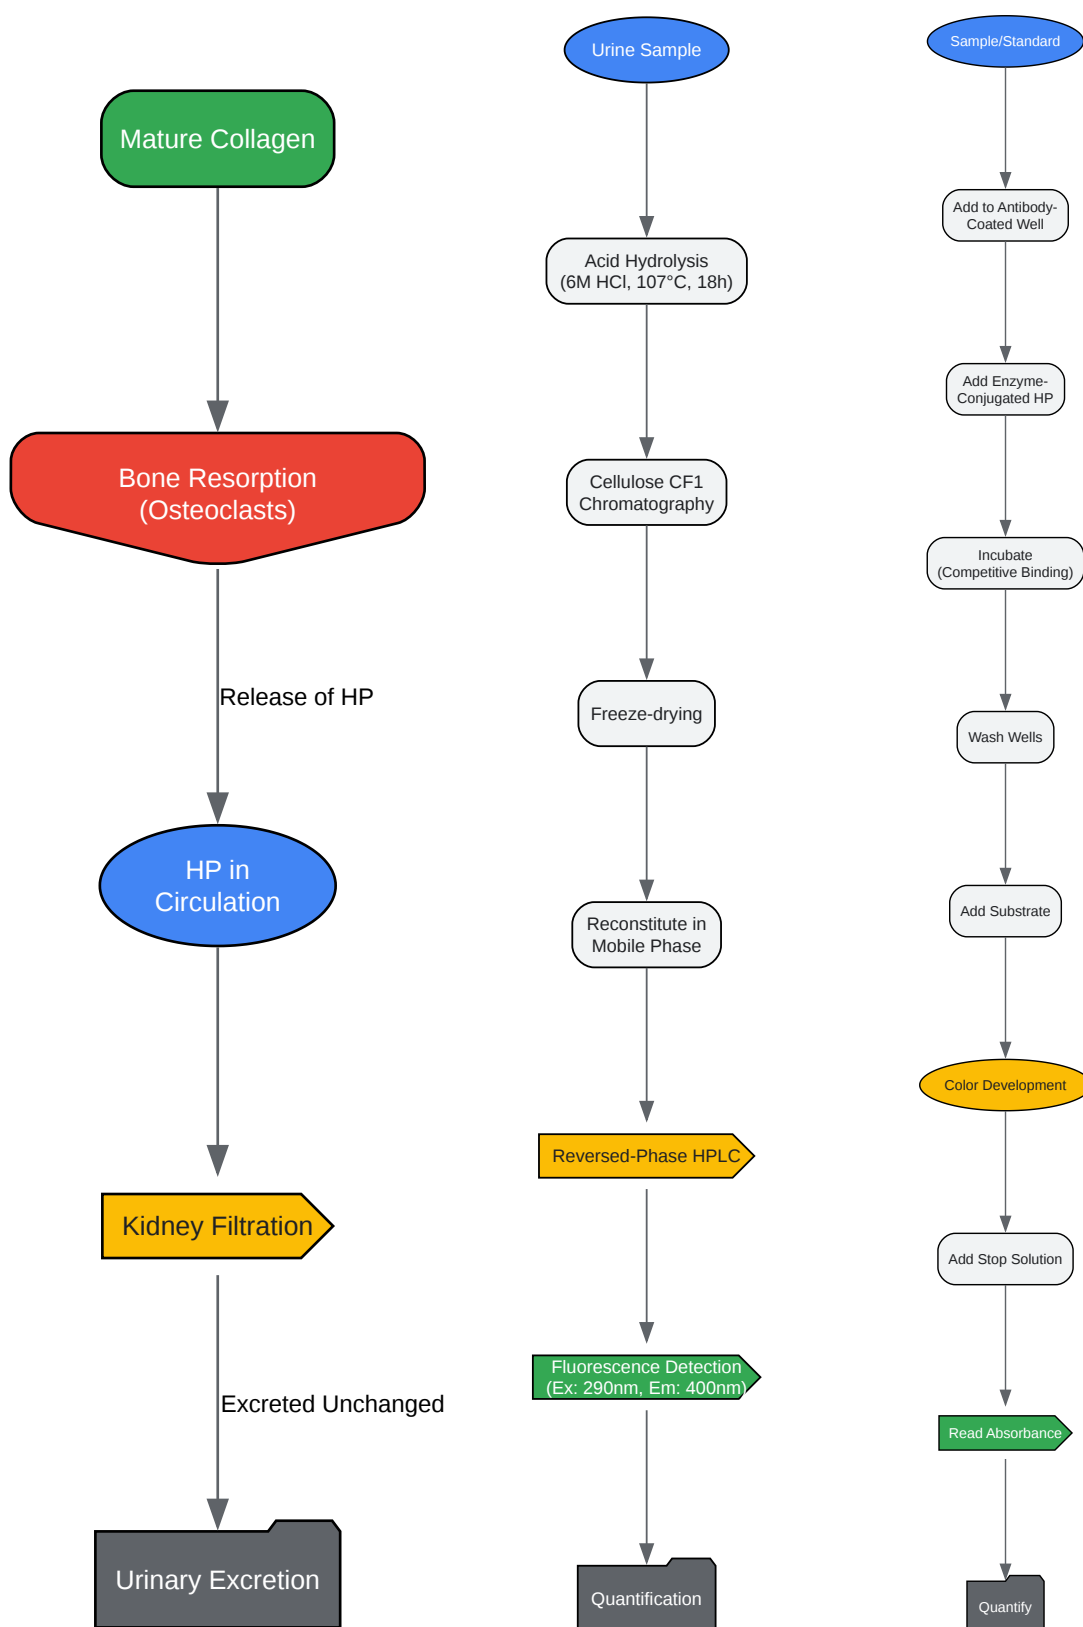 Mature Collagen
Bone Resorption
(Osteoclasts)
Release of HP
HP in
Circulation
Kidney Filtration
Excreted Unchanged
Urinary Excretion
Urine Sample
Acid Hydrolysis
(6M HCl, 107°C, 18h)
Cellulose CF1
Chromatography
Freeze-drying
Reconstitute in
Mobile Phase
Reversed-Phase HPLC
Fluorescence Detection
(Ex: 290nm, Em: 400nm)
Quantification
Sample/Standard
Add to Antibody-
Coated Well
Add Enzyme-
Conjugated HP
Incubate
(Competitive Binding)
Wash Wells
Add Substrate
Color Development
Add Stop Solution
Read Absorbance
Quantify